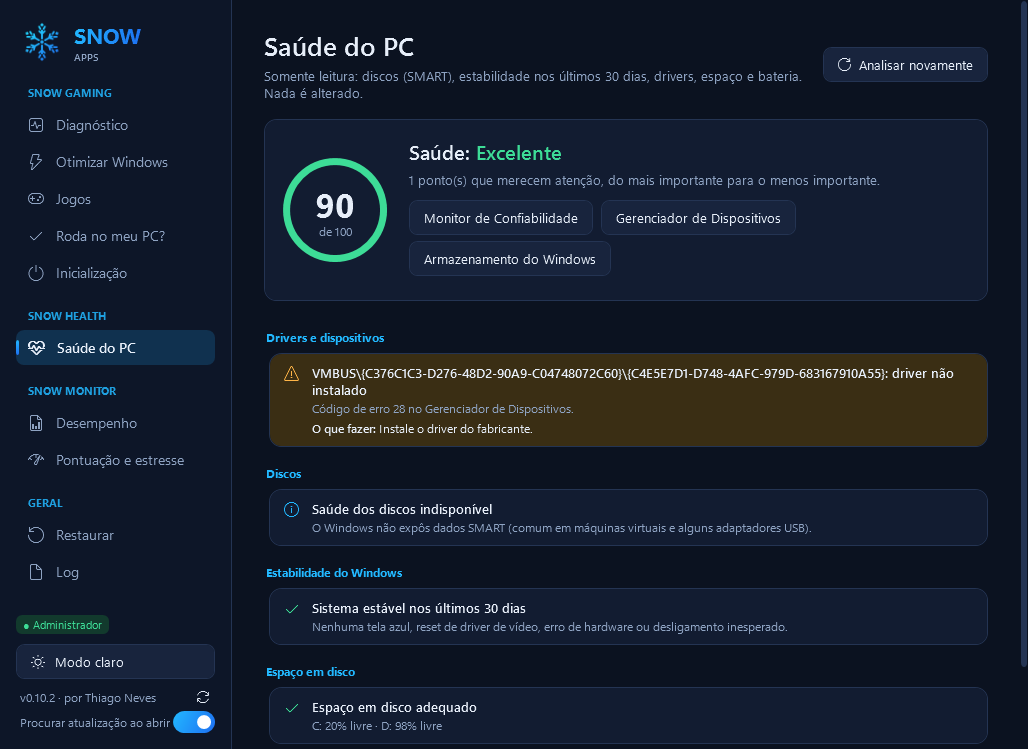 SNOW
APPS
SNOW GAMING
Diagnóstico
Otimizar Windows
Jogos
Roda no meu PC?
Inicialização
SNOW HEALTH
Saúde do PC
SNOW MONITOR
Desempenho
Pontuação e estresse
GERAL
Restaurar
Log
Administrador
Modo claro
v0.10.2 · por Thiago Neves
Procurar atualização ao abrir
Saúde do PC
Somente leitura: discos (SMART), estabilidade nos últimos 30 dias, drivers, espaço e bateria.
Nada é alterado.
Analisar novamente
90
de 100
Saúde: Excelente
1 ponto(s) que merecem atenção, do mais importante para o menos importante.
Monitor de Confiabilidade
Gerenciador de Dispositivos
Armazenamento do Windows
Drivers e dispositivos
VMBUS\{C376C1C3-D276-48D2-90A9-C04748072C60}\{C4E5E7D1-D748-4AFC-979D-683167910A55}: driver não
instalado
Código de erro 28 no Gerenciador de Dispositivos.
O que fazer: Instale o driver do fabricante.
Discos
Saúde dos discos indisponível
O Windows não expôs dados SMART (comum em máquinas virtuais e alguns adaptadores USB).
Estabilidade do Windows
Sistema estável nos últimos 30 dias
Nenhuma tela azul, reset de driver de vídeo, erro de hardware ou desligamento inesperado.
Espaço em disco
Espaço em disco adequado
C: 20% livre · D: 98% livre